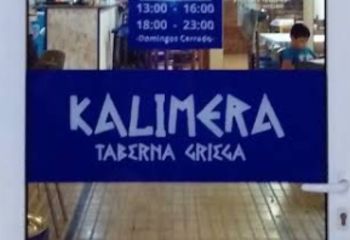 13:00 - 16:00
18:00 - 23:00
-Domingos Cerrado-
KALIMERA
TABERNA GRIEGA